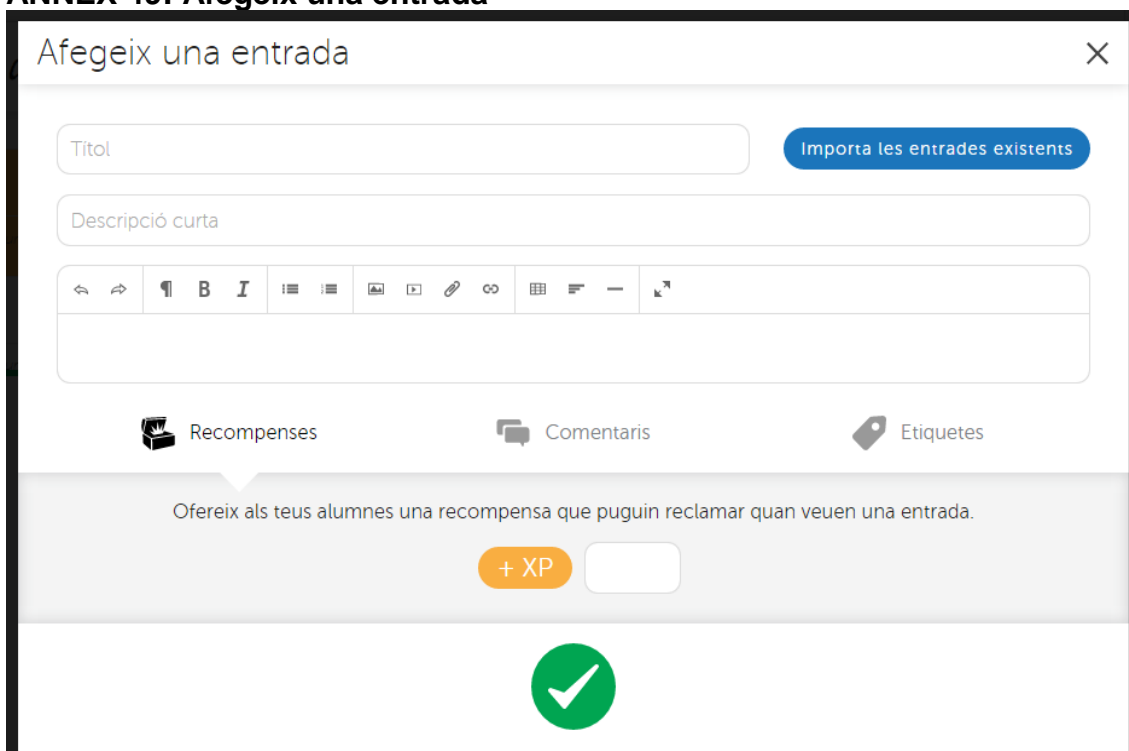 Afegeix una entrada
Títol
Importa les entrades existents
Descripció curta
B I
Recompenses
Comentaris
Etiquetes
Ofereix als teus alumnes una recompensa que puguin reclamar quan veuen una entrada.
+ XP